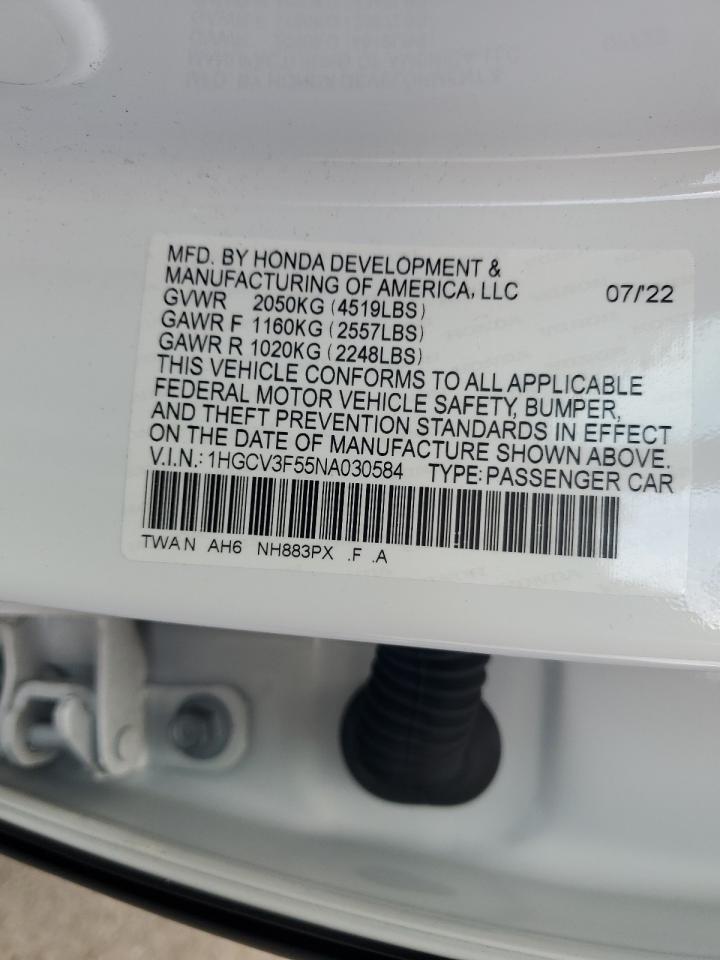 MFD. BY HONDA DEVELOPMENT &
MANUFACTURING OF AMERICA, LLC 07/'22
GVWR 2050KG (4519LBS)
GAWR F 1160KG (2557LBS)
GAWR R 1020KG (2248LBS)
THIS VEHICLE CONFORMS TO ALL APPLICABLE
FEDERAL MOTOR VEHICLE SAFETY, BUMPER,
AND THEFT PREVENTION STANDARDS IN EFFECT
ON THE DATE OF MANUFACTURE SHOWN ABOVE.
V.I.N.: 1HGCV3F55NA030584 TYPE: PASSENGER CAR
TWAN AH6 NH883PX .F .A